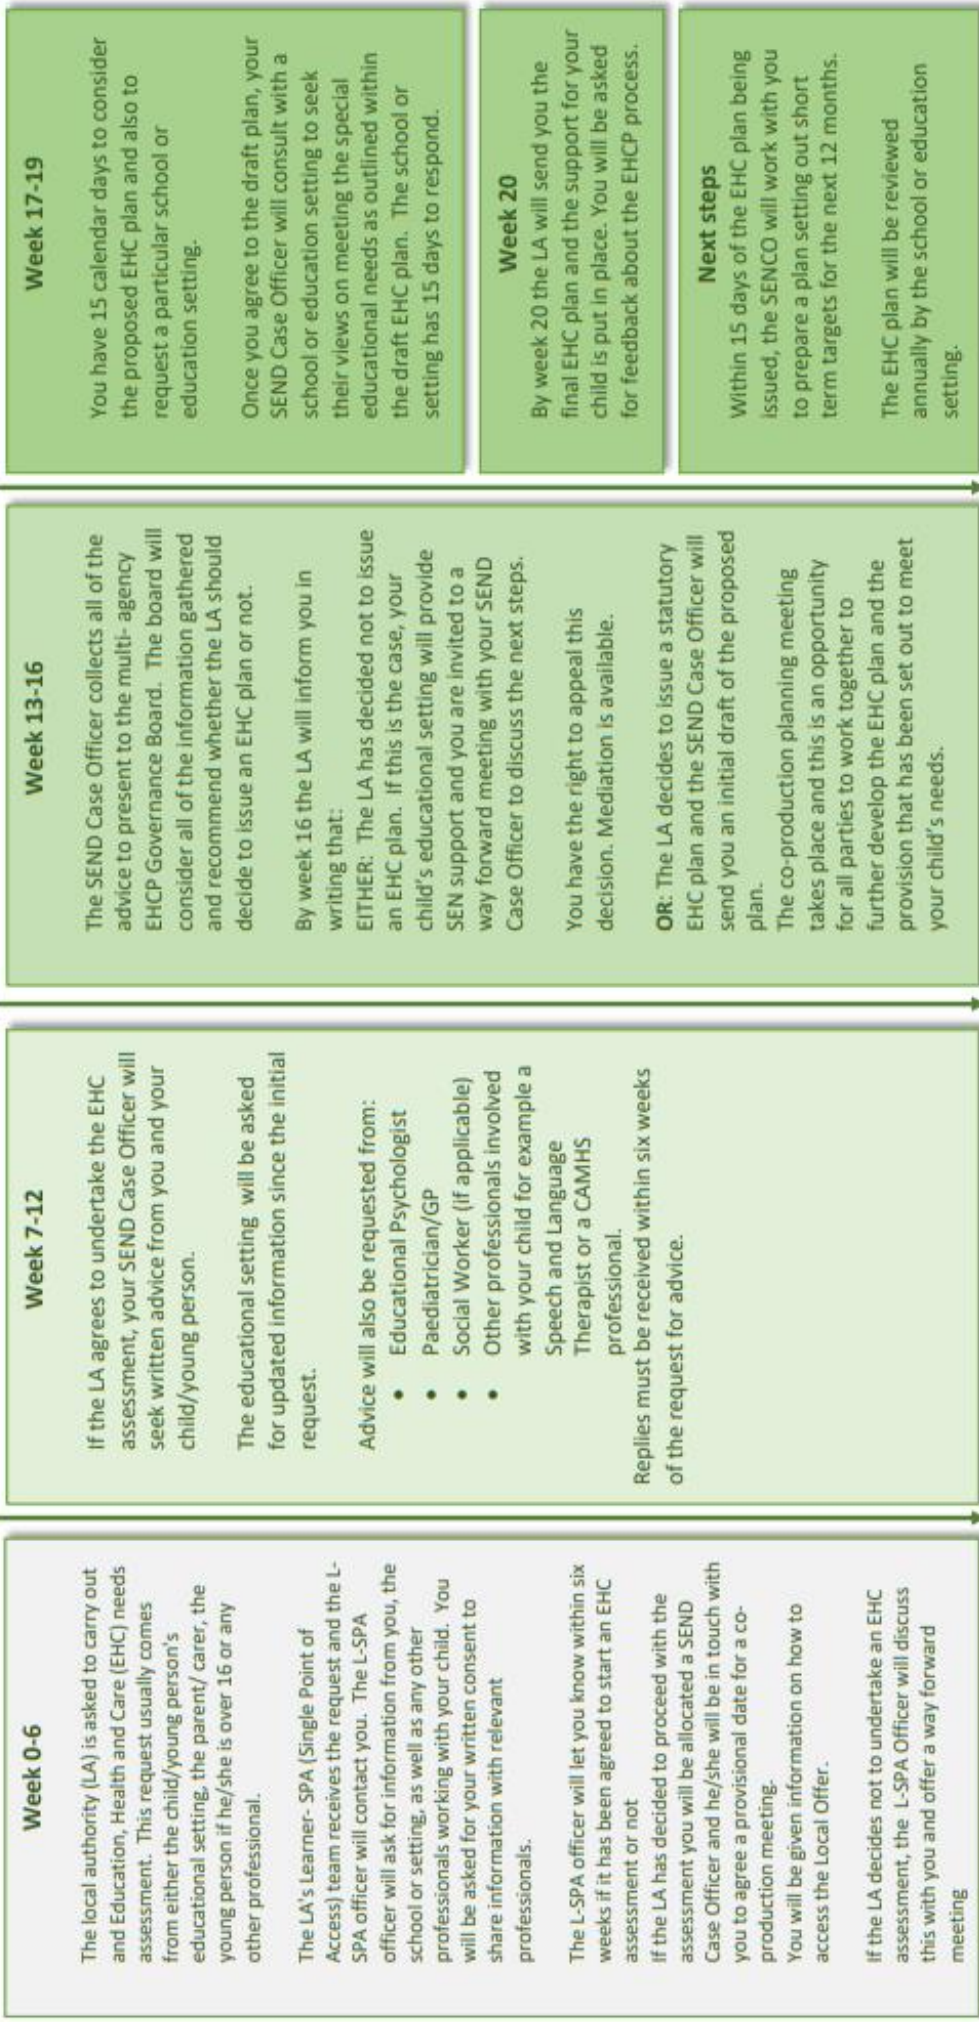 Week 0-6
The local authority (LA) is asked to carry out
and Education, Health and Care (EHC) needs
assessment. This request usually comes
from either the child/young person's
educational setting, the parent/ carer, the
young person if he/she is over 16 or any
other professional.
The LA's Learner- SPA (Single Point of
Access) team receives the request and the L-
SPA officer will contact you. The L-SPA
officer will ask for information from you, the
school or setting, as well as any other
professionals working with your child. You
will be asked for your written consent to
share information with relevant
professionals.
The L-SPA officer will let you know within six
weeks if it has been agreed to start an EHC
assessment or not
If the LA has decided to proceed with the
assessment you will be allocated a SEND
Case Officer and he/she will be in touch with
you to agree a provisional date for a co-
production meeting.
You will be given information on how to
access the Local Offer.
If the LA decides not to undertake an EHC
assessment, the L-SPA Officer will discuss
this with you and offer a way forward
meeting
Week 7-12
If the LA agrees to undertake the EHC
assessment, your SEND Case Officer will
seek written advice from you and your
child/young person.
The educational setting will be asked
for updated information since the initial
request.
Advice will also be requested from:
• Educational Psychologist
• Paediatrician/GP
• Social Worker (if applicable)
• Other professionals involved
with your child for example a
Speech and Language
Therapist or a CAMHS
professional.
Replies must be received within six weeks
of the request for advice.
Week 13-16
The SEND Case Officer collects all of the
advice to present to the multi- agency
EHCP Governance Board. The board will
consider all of the information gathered
and recommend whether the LA should
decide to issue an EHC plan or not.
By week 16 the LA will inform you in
writing that:
EITHER: The LA has decided not to issue
an EHC plan. If this is the case, your
child's educational setting will provide
SEN support and you are invited to a
way forward meeting with your SEND
Case Officer to discuss the next steps.
You have the right to appeal this
decision. Mediation is available.
OR: The LA decides to issue a statutory
EHC plan and the SEND Case Officer will
send you an initial draft of the proposed
plan.
The co-production planning meeting
takes place and this is an opportunity
for all parties to work together to
further develop the EHC plan and the
provision that has been set out to meet
your child's needs.
Week 17-19
You have 15 calendar days to consider
the proposed EHC plan and also to
request a particular school or
education setting.
Once you agree to the draft plan, your
SEND Case Officer will consult with a
school or education setting to seek
their views on meeting the special
educational needs as outlined within
the draft EHC plan. The school or
setting has 15 days to respond.
Week 20
By week 20 the LA will send you the
final EHC plan and the support for your
child is put in place. You will be asked
for feedback about the EHCP process.
Next steps
Within 15 days of the EHC plan being
issued, the SENCO will work with you
to prepare a plan setting out short
term targets for the next 12 months.
The EHC plan will be reviewed
annually by the school or education
setting.